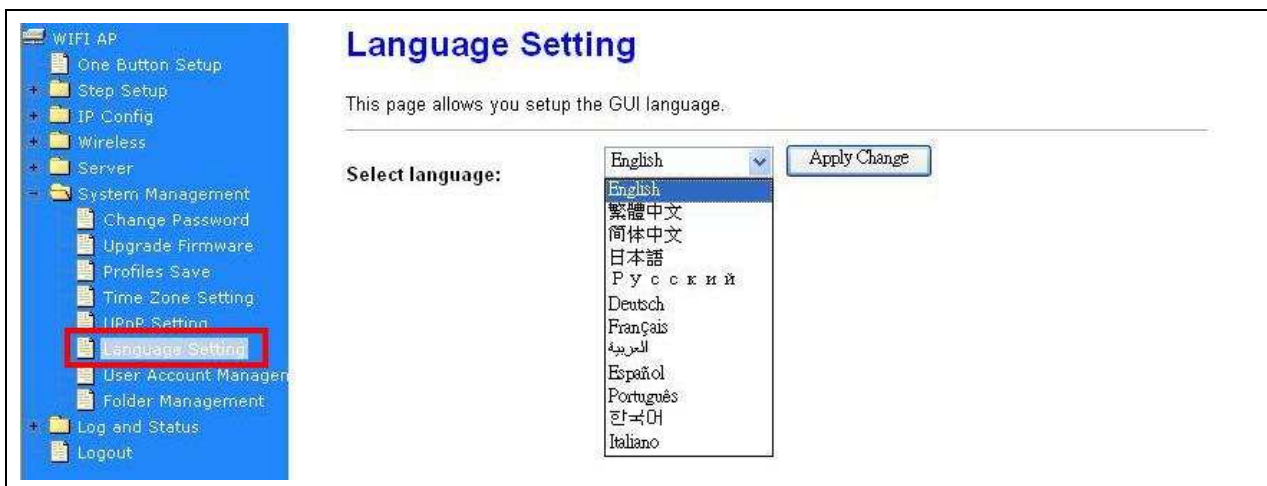 WIFI AP
One Button Setup
Step Setup
IP Config
Wireless
Server
System Management
Change Password
Upgrade Firmware
Profiles Save
Time Zone Setting
UPnP Setting
Language Setting
User Account Managen
Folder Management
Log and Status
Logout
Language Setting
This page allows you setup the GUI language.
Select language:
English
Apply Change
English
繁體中文
简体中文
日本語
Русский
Deutsch
Français
العربية
Español
Português
한국어
Italiano